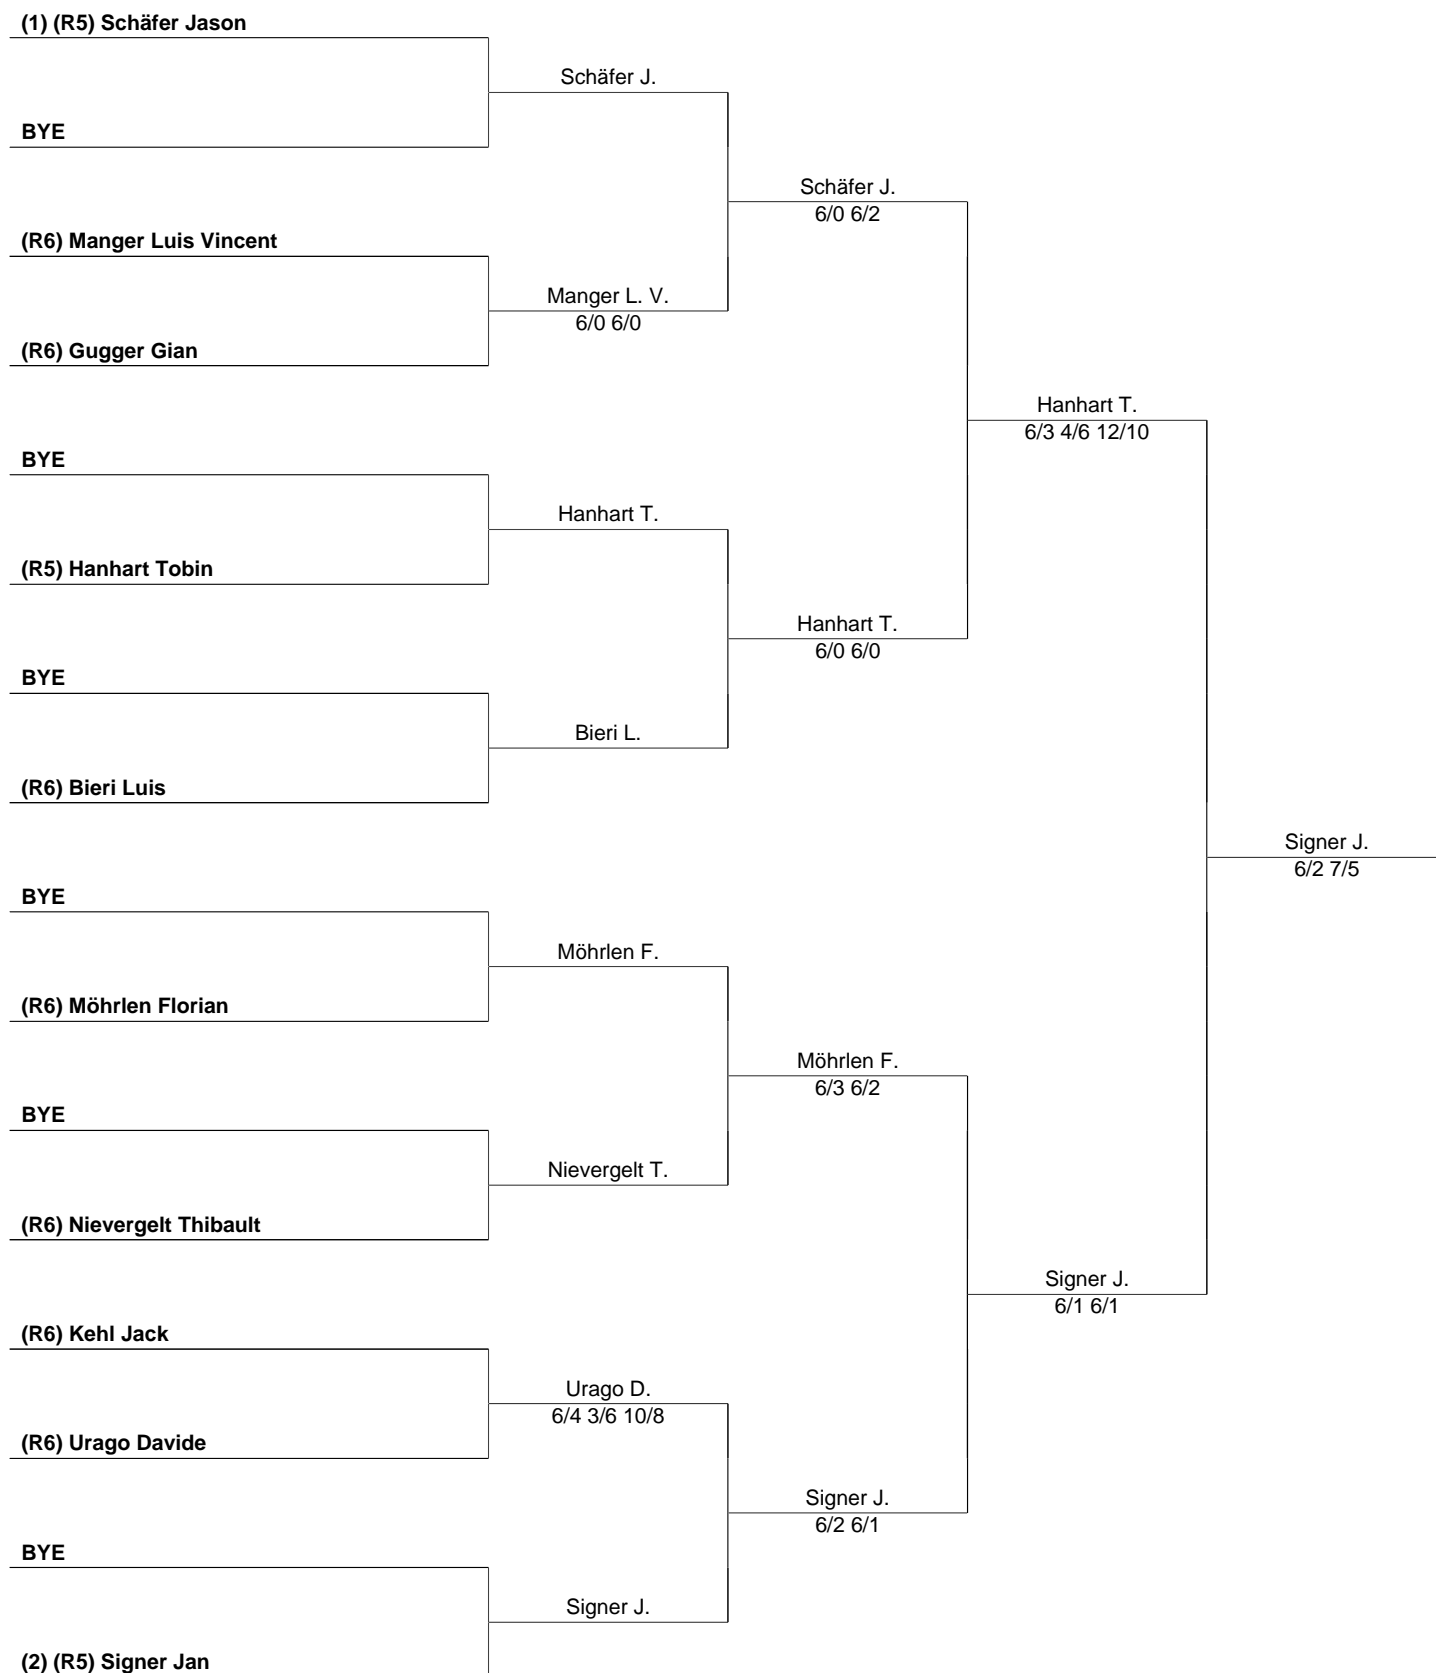 (1) (R5) Schäfer Jason
Schäfer J.
BYE
Schäfer J.
6/0 6/2
(R6) Manger Luis Vincent
Manger L. V.
6/0 6/0
(R6) Gugger Gian
Hanhart T.
6/3 4/6 12/10
BYE
Hanhart T.
(R5) Hanhart Tobin
Hanhart T.
6/0 6/0
BYE
Bieri L.
(R6) Bieri Luis
Signer J.
6/2 7/5
BYE
Möhrlen F.
(R6) Möhrlen Florian
Möhrlen F.
6/3 6/2
BYE
Nievergelt T.
(R6) Nievergelt Thibault
Signer J.
6/1 6/1
(R6) Kehl Jack
Urago D.
6/4 3/6 10/8
(R6) Urago Davide
Signer J.
6/2 6/1
BYE
Signer J.
(2) (R5) Signer Jan